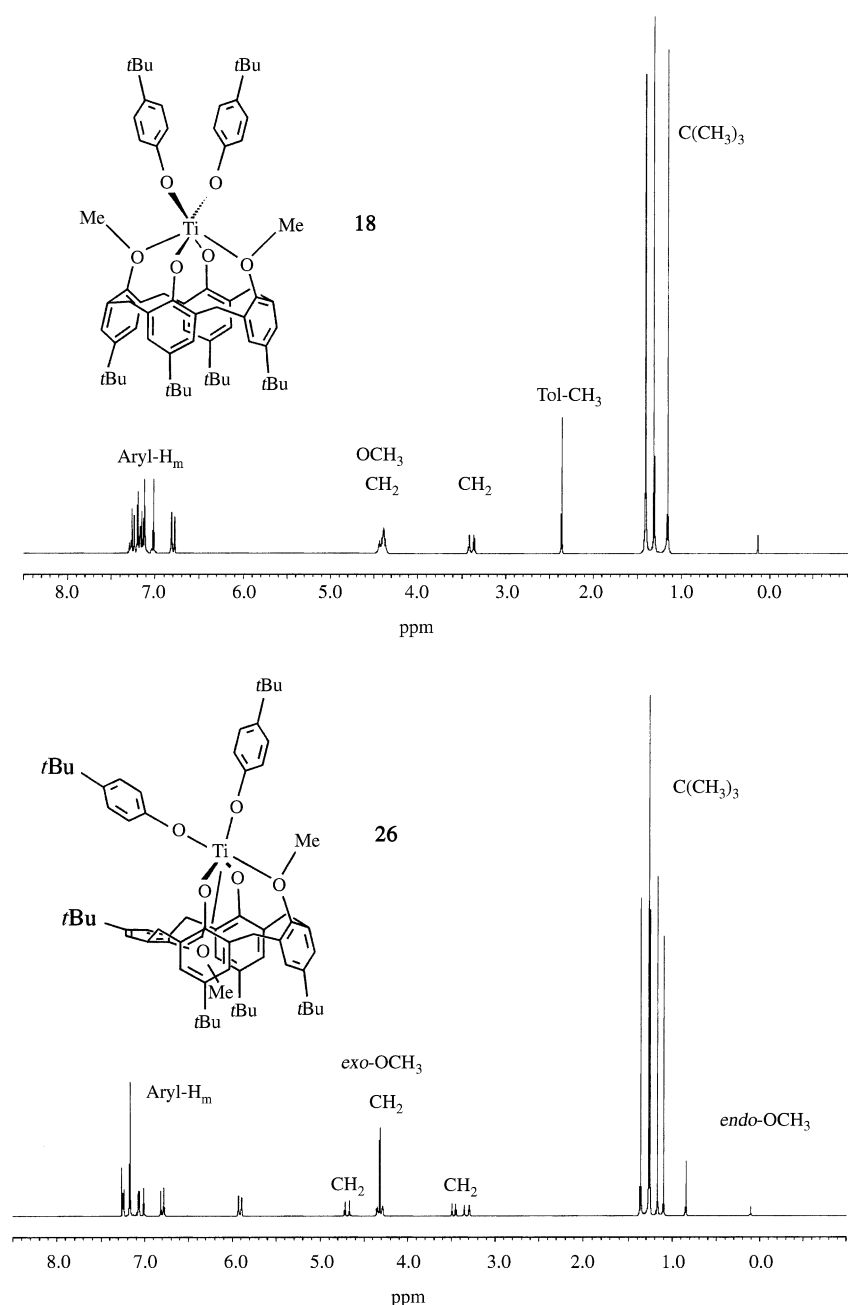 tBu tBu
O O
Me Ti Me 18
O O O O
tBu tBu tBu tBu
C(CH3)3
Tol-CH3
Aryl-Hm
OCH3
CH2 CH2
8.0 7.0 6.0 5.0 4.0 3.0 2.0 1.0 0.0
ppm
tBu
tBu
O
O Ti Me 26
O O O
tBu
O
Me
tBu tBu tBu
C(CH3)3
exo-OCH3
Aryl-Hm
CH2
endo-OCH3
CH2 CH2
8.0 7.0 6.0 5.0 4.0 3.0 2.0 1.0 0.0
ppm